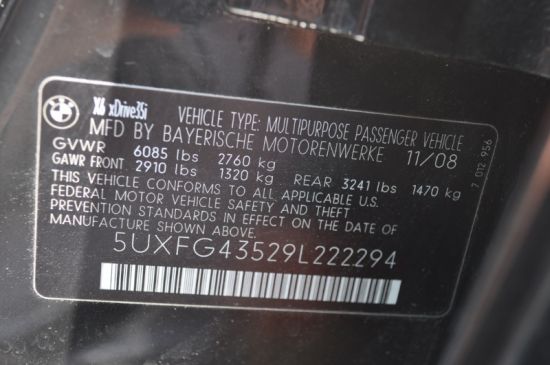 BMW
X6 xDrive35i
VEHICLE TYPE: MULTIPURPOSE PASSENGER VEHICLE
MFD BY BAYERISCHE MOTORENWERKE 11/08
GVWR 6085 lbs 2760 kg
GAWR FRONT 2910 lbs 1320 kg REAR 3241 lbs 1470 kg
THIS VEHICLE CONFORMS TO ALL APPLICABLE U.S.
FEDERAL MOTOR VEHICLE SAFETY AND THEFT
PREVENTION STANDARDS IN EFFECT ON THE DATE OF
MANUFACTURE SHOWN ABOVE.
5UXFG43529L222294
7 012 956